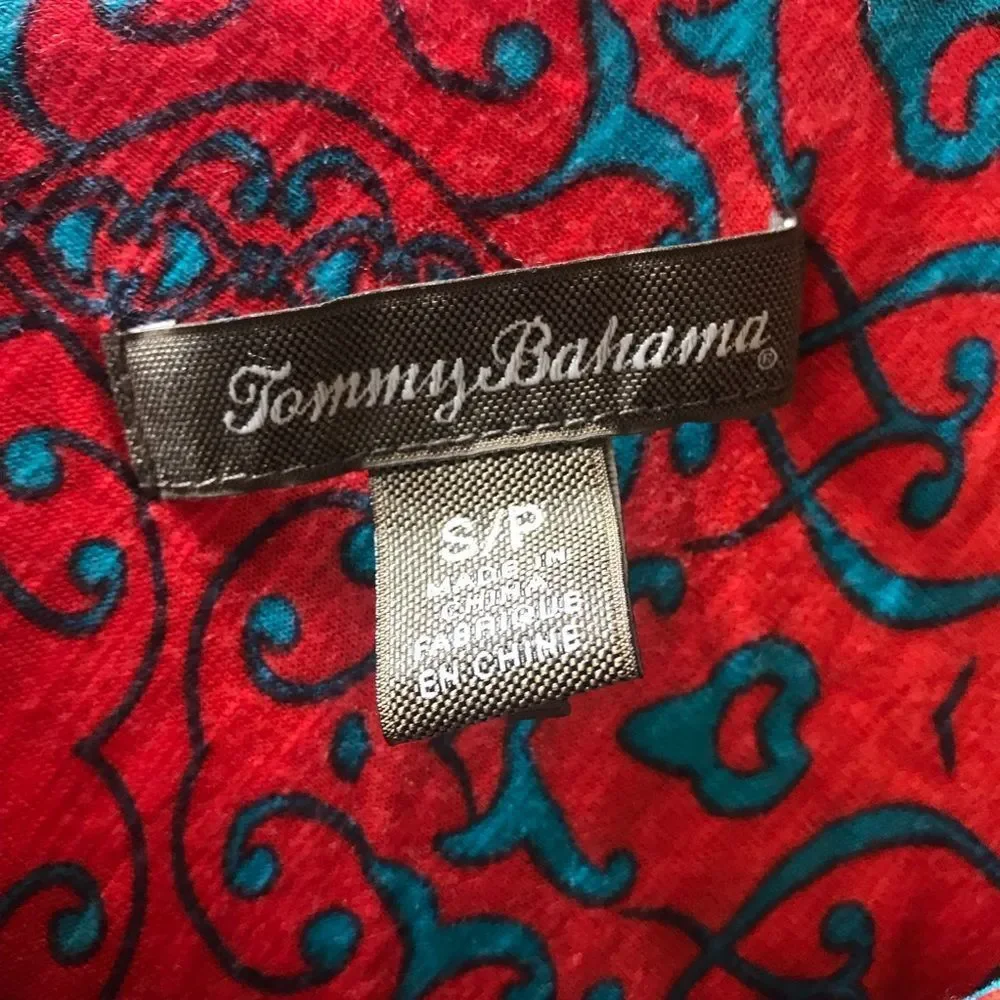 Tommy Bahama®
S/P
MADE IN
CHINA
FABRIQUE
EN CHINE